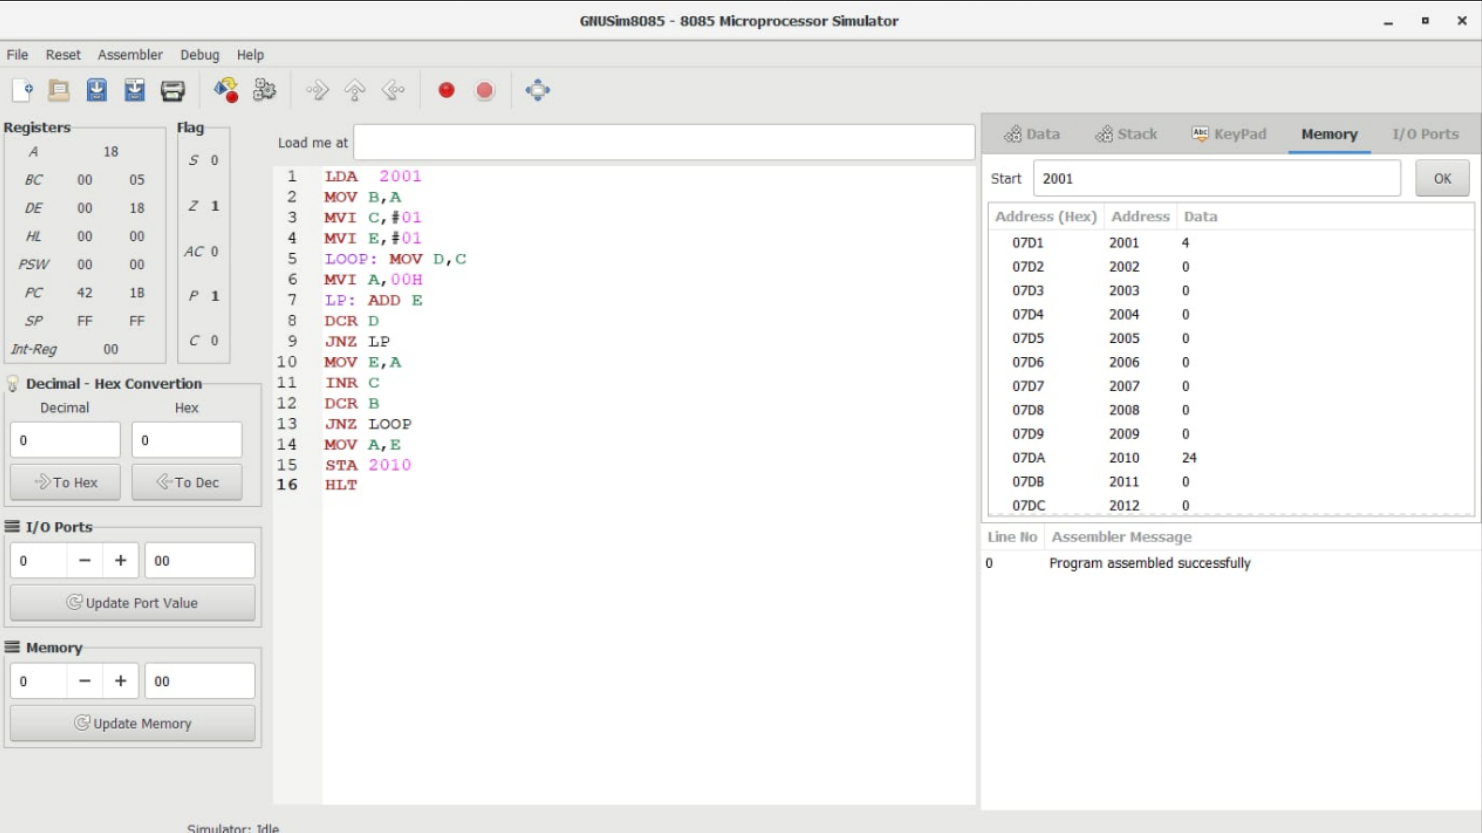 GNUSim8085 - 8085 Microprocessor Simulator
File Reset Assembler Debug Help
Registers
A 18
BC 00 05
DE 00 18
HL 00 00
PSW 00 00
PC 42 1B
SP FF FF
Int-Reg 00
Flag
S 0
Z 1
AC 0
P 1
C 0
Decimal - Hex Convertion
Decimal Hex
0 0
To Hex To Dec
I/O Ports
0 − + 00
Update Port Value
Memory
0 − + 00
Update Memory
Load me at
1 LDA 2001
2 MOV B,A
3 MVI C,#01
4 MVI E,#01
5 LOOP: MOV D,C
6 MVI A,00H
7 LP: ADD E
8 DCR D
9 JNZ LP
10 MOV E,A
11 INR C
12 DCR B
13 JNZ LOOP
14 MOV A,E
15 STA 2010
16 HLT
Data Stack Abc KeyPad Memory I/O Ports
Start 2001 OK
Address (Hex) Address Data
07D1 2001 4
07D2 2002 0
07D3 2003 0
07D4 2004 0
07D5 2005 0
07D6 2006 0
07D7 2007 0
07D8 2008 0
07D9 2009 0
07DA 2010 24
07DB 2011 0
07DC 2012 0
Line No Assembler Message
0 Program assembled successfully
Simulator: Idle